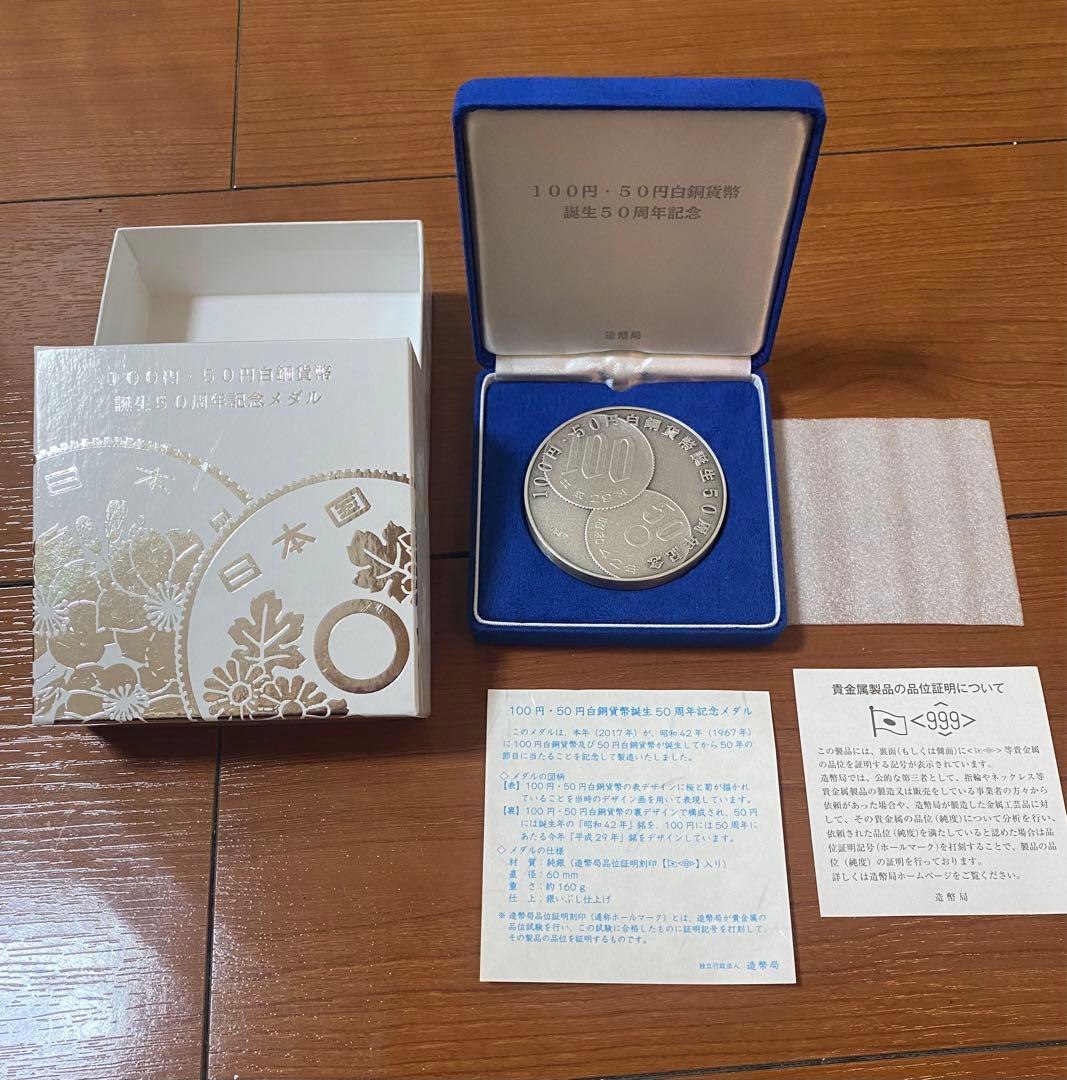 100円・50円白銅貨幣
誕生50周年記念
造幣局
100円・50円白銅貨幣
誕生50周年記念メダル
日本
日本国
100円・50円白銅貨幣誕生50周年記念
100
平成29年
50
昭和42年
100円・50円白銅貨幣誕生50周年記念メダル
このメダルは、本年(2017年)が、昭和42年(1967年)
に100円白銅貨幣及び50円白銅貨幣が誕生してから50年の
節目に当たることを記念して製造いたしました。
◇メダルの図柄
【表】100円・50円白銅貨幣の表デザインに桜と菊が描かれ
ていることを当時のデザイン画を用いて表現しています。
【裏】100円・50円白銅貨幣の裏デザインで構成され、50円
には誕生年の「昭和42年」銘を、100円には50周年に
あたる今年「平成29年」銘をデザインしています。
◇メダルの仕様
材質:純銀(造幣局品位証明刻印【】入り)
直径:60mm
重さ:約160g
仕上:銀いぶし仕上げ
※造幣局品位証明刻印(通称ホールマーク)とは、造幣局が貴金属の
品位試験を行い、この試験に合格したものに証明記号を打刻して、
その製品の品位を証明するものです。
独立行政法人 造幣局
貴金属製品の品位証明について
<999>
この製品には、裏面(もしくは側面)に<>等貴金属
の品位を証明する記号が表示されています。
造幣局では、公的な第三者として、指輪やネックレス等
貴金属製品の製造又は販売をしている事業者の方々から
依頼があった場合や、造幣局が製造した金属工芸品に対
して、その貴金属の品位(純度)について分析を行い、
依頼された品位(純度)を満たしていると認めた場合は品
位証明記号(ホールマーク)を打刻することで、製品の品
位(純度)の証明を行っております。
詳しくは造幣局ホームページをご覧ください。
造幣局